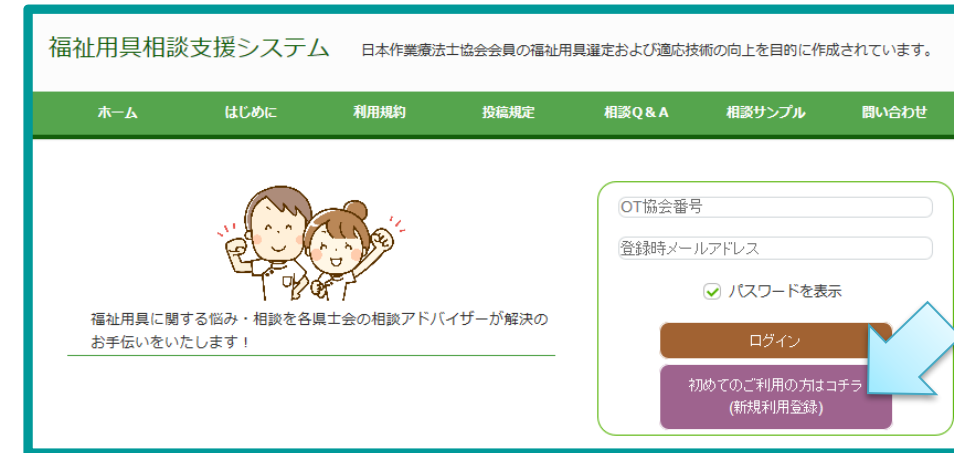 福祉用具相談支援システム 日本作業療法士協会会員の福祉用具選定および適応技術の向上を目的に作成されています。
ホーム はじめに 利用規約 投稿規定 相談Q&A 相談サンプル 問い合わせ
OT協会番号
登録時メールアドレス
パスワードを表示
福祉用具に関する悩み・相談を各県士会の相談アドバイザーが解決の
お手伝いをいたします！
ログイン
初めてのご利用の方はコチラ
(新規利用登録)